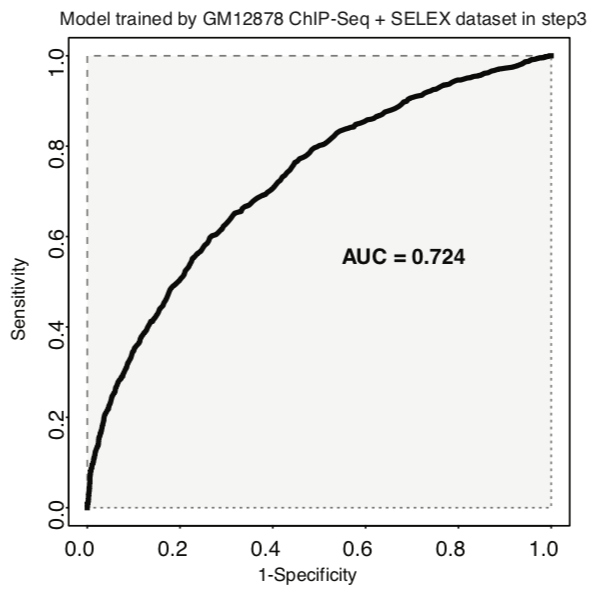 Model trained by GM12878 ChIP-Seq + SELEX dataset in step3
1.0
0.8
0.6
0.4
0.2
0.0
Sensitivity
AUC = 0.724
0.0 0.2 0.4 0.6 0.8 1.0
1-Specificity